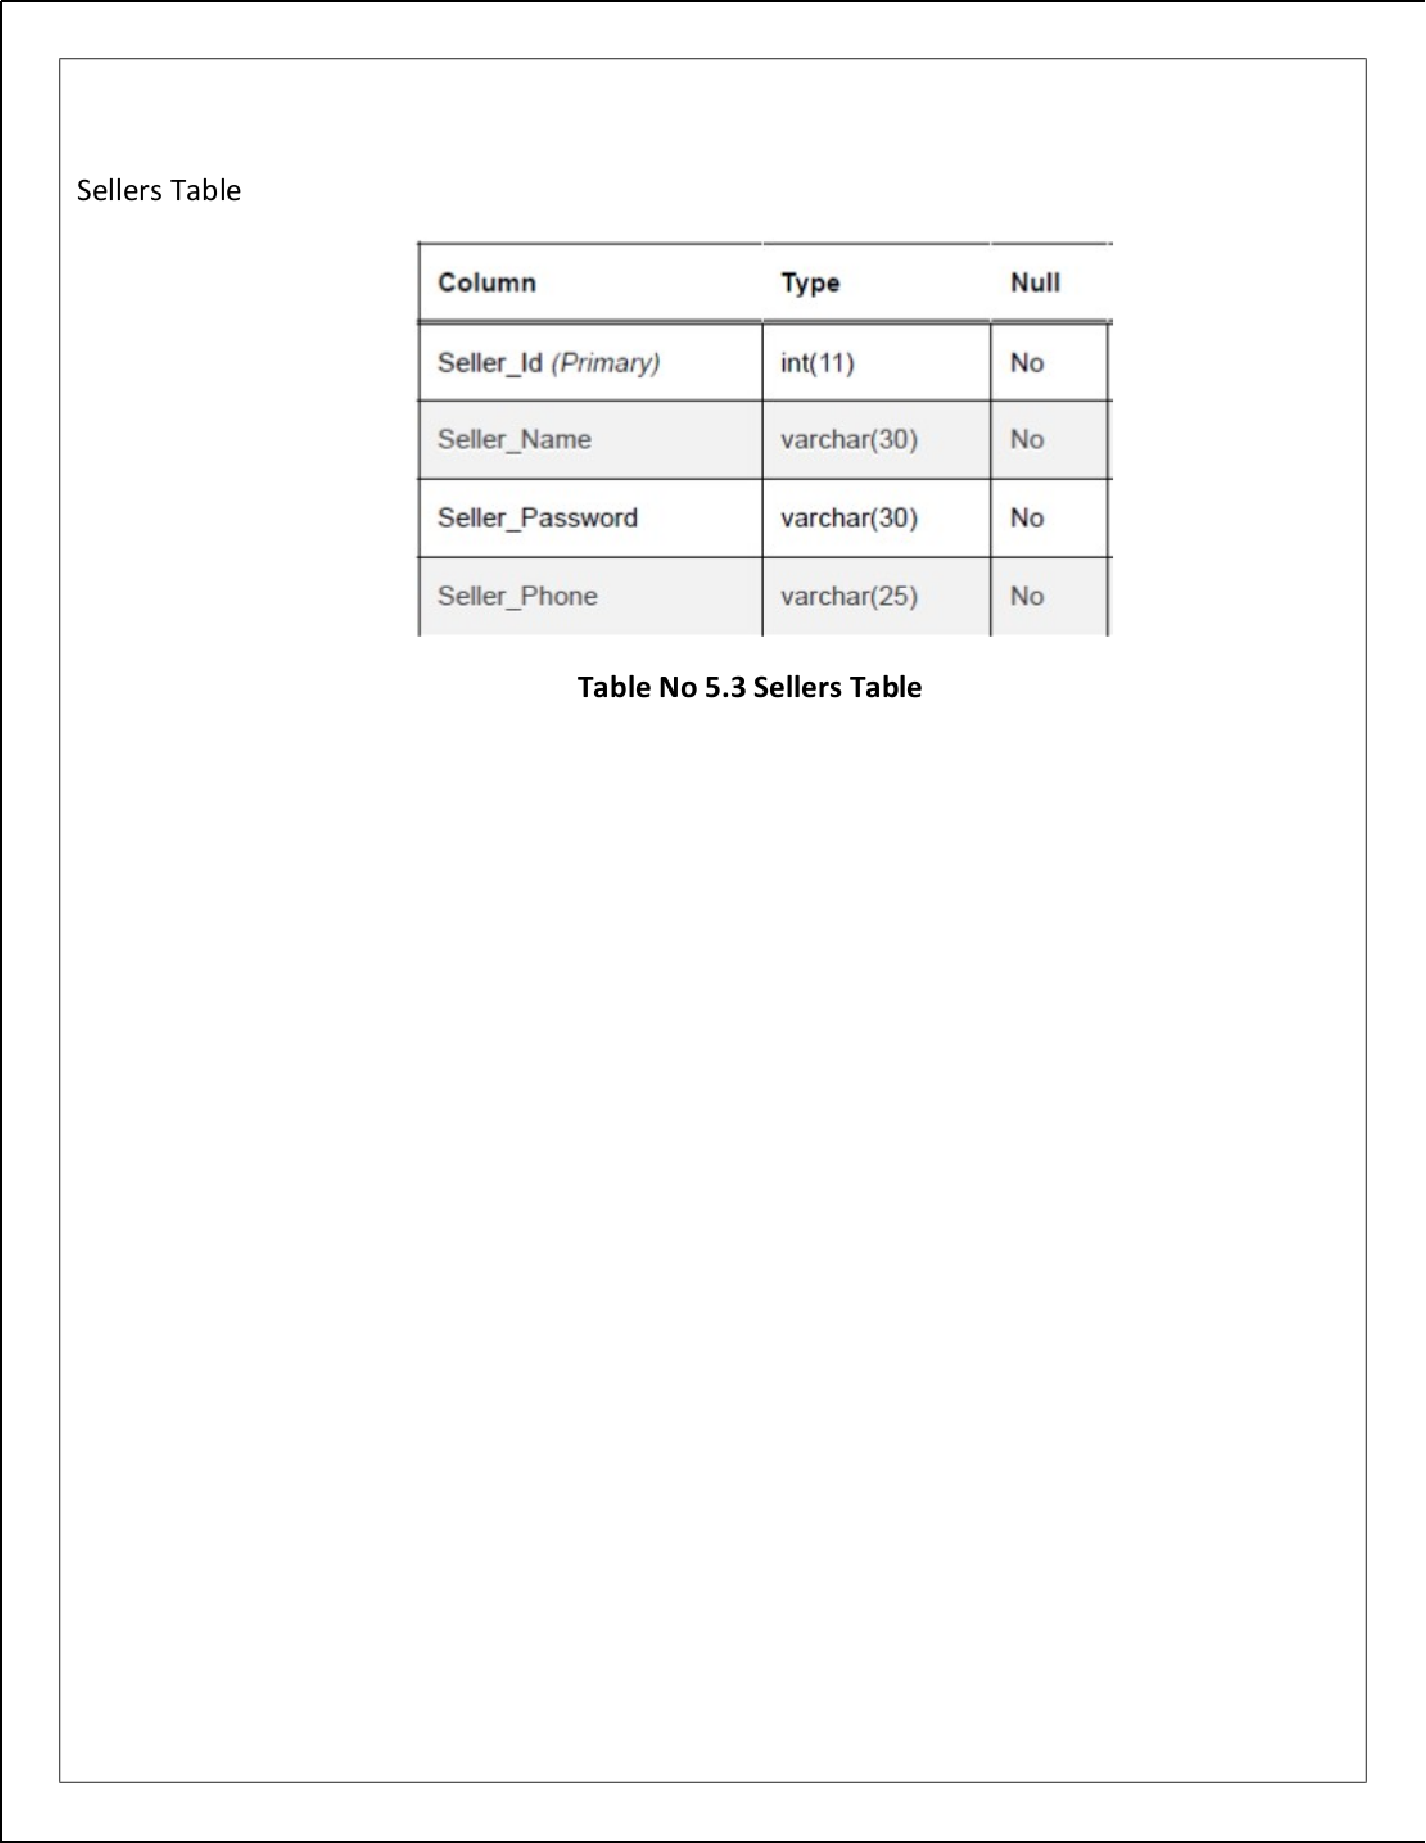 Sellers Table
Column Type Null
Seller_Id (Primary) int(11) No
Seller_Name varchar(30) No
Seller_Password varchar(30) No
Seller_Phone varchar(25) No
Table No 5.3 Sellers Table